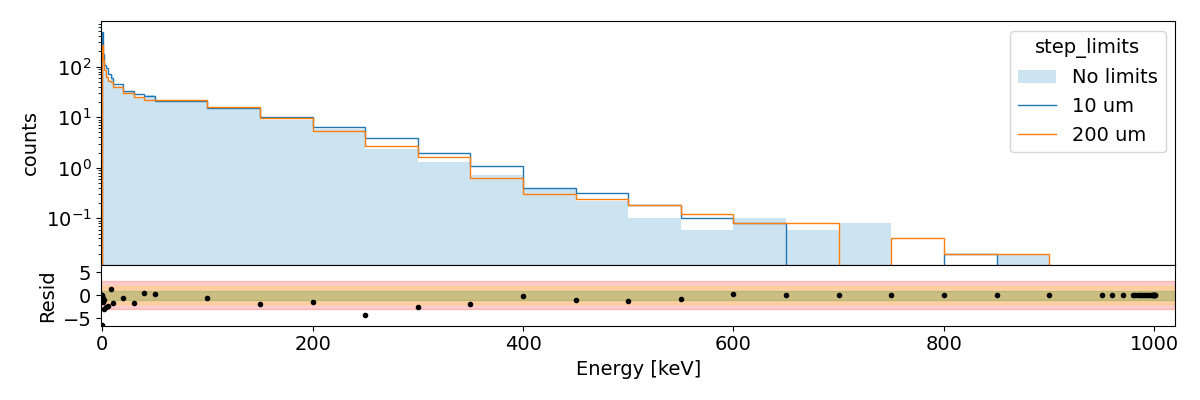 step_limits
No limits
10 um
200 um
counts
10²
10¹
10⁰
10⁻¹
Resid
5
0
−5
0
200
400
600
800
1000
Energy [keV]